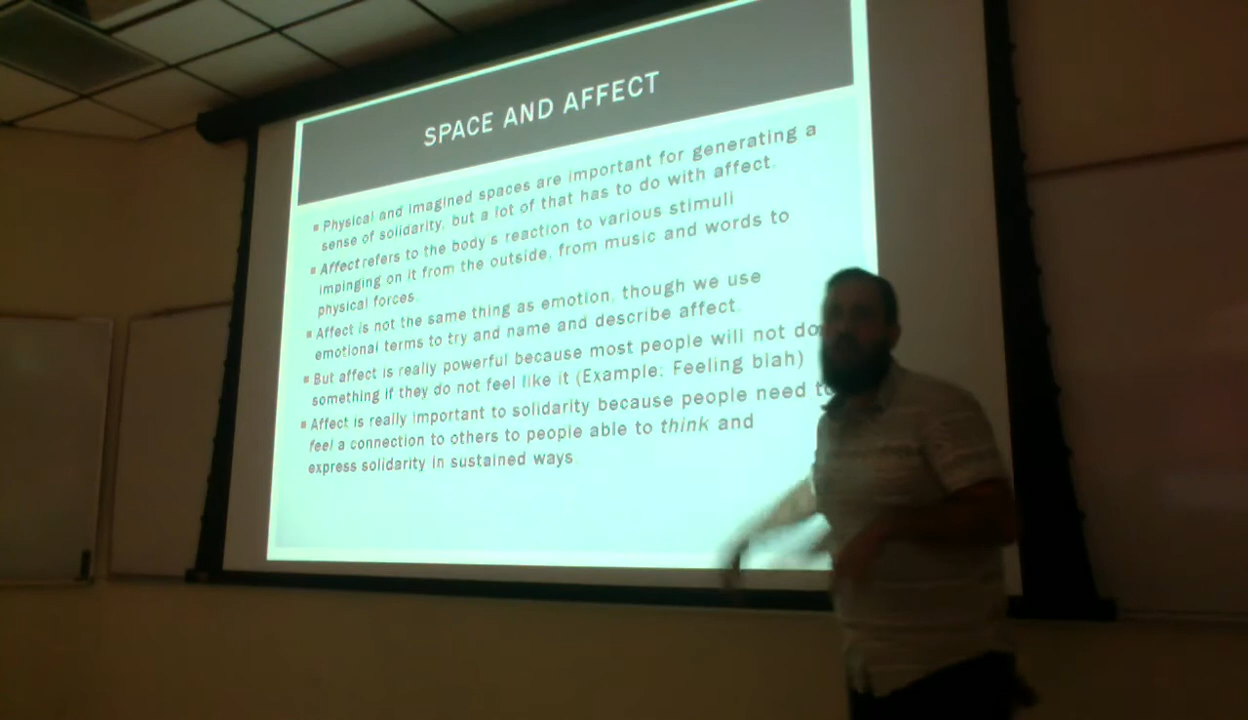 SPACE AND AFFECT
▪ Physical and imagined spaces are important for generating a
sense of solidarity, but a lot of that has to do with affect.
▪ Affect refers to the body's reaction to various stimuli
impinging on it from the outside, from music and words to
physical forces.
▪ Affect is not the same thing as emotion, though we use
emotional terms to try and name and describe affect.
▪ But affect is really powerful because most people will not do
something if they do not feel like it (Example: Feeling blah)
▪ Affect is really important to solidarity because people need to
feel a connection to others to people able to think and
express solidarity in sustained ways